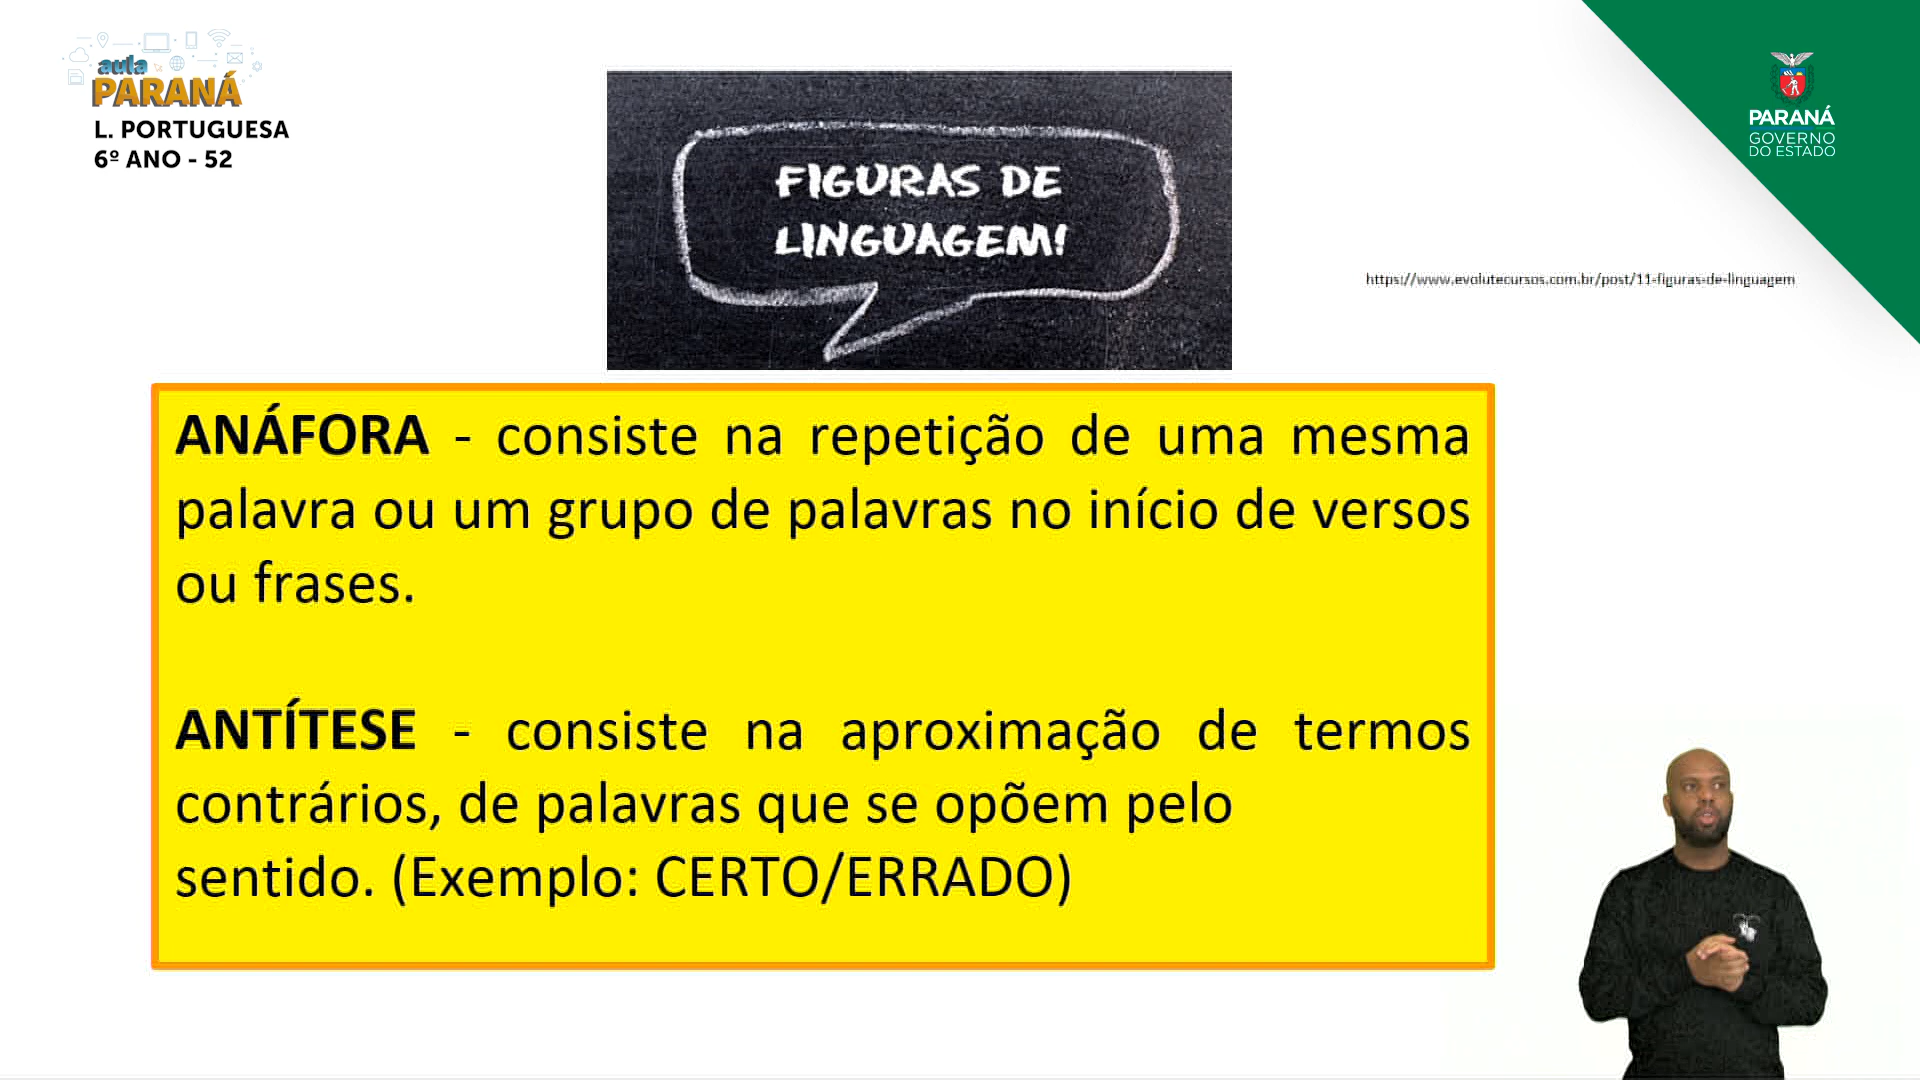 aula
PARANÁ
L. PORTUGUESA
6º ANO - 52
FIGURAS DE
LINGUAGEM!
PARANÁ
GOVERNO
DO ESTADO
https://www.evolutecursos.com.br/post/11-figuras-de-linguagem
ANÁFORA - consiste na repetição de uma mesma
palavra ou um grupo de palavras no início de versos
ou frases.
ANTÍTESE - consiste na aproximação de termos
contrários, de palavras que se opõem pelo
sentido. (Exemplo: CERTO/ERRADO)